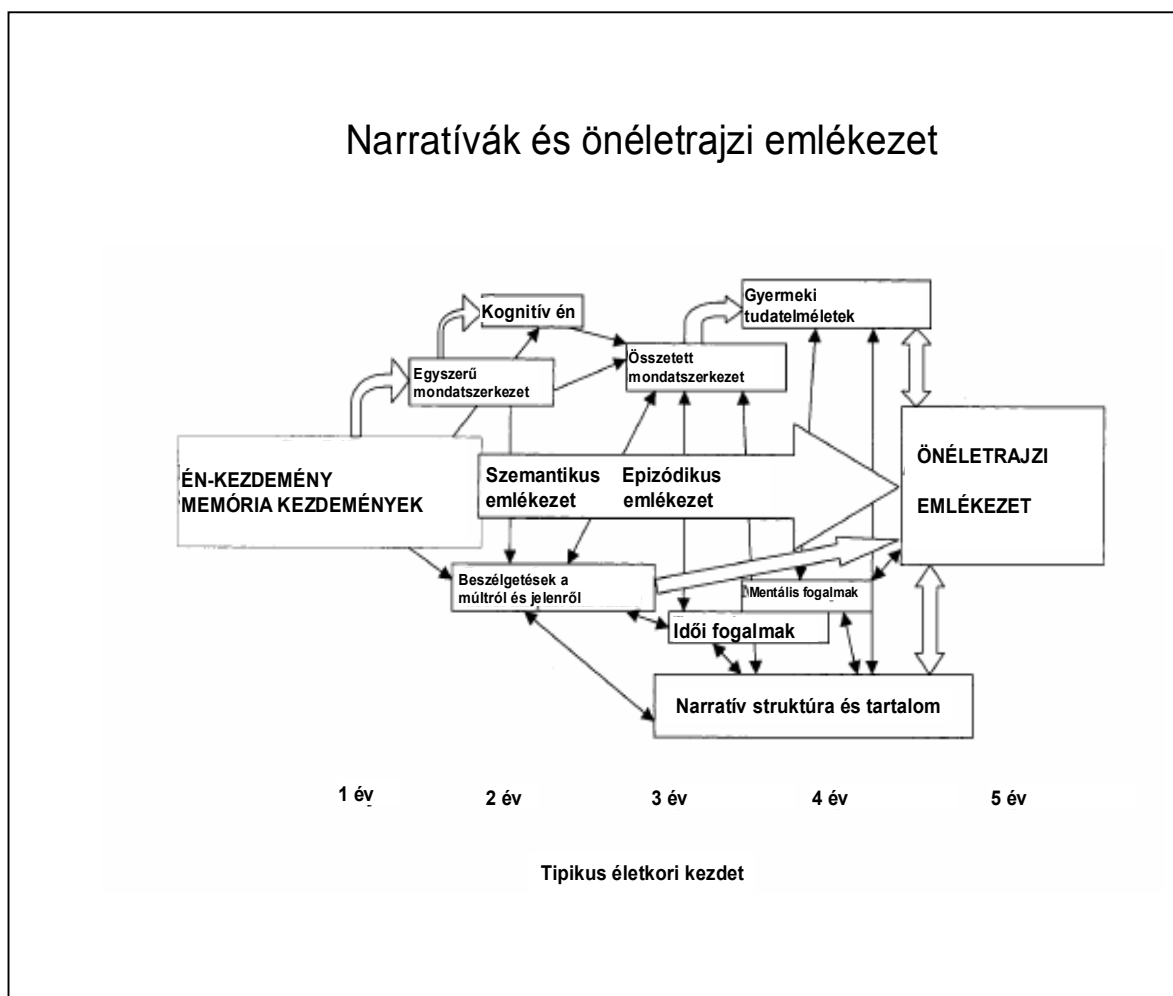 Narratívák és önéletrajzi emlékezet
Kognitív én
Gyermeki
tudatelméletek
Egyszerű
mondatszerkezet
Összetett
mondatszerkezet
ÉN-KEZDEMÉNY
MEMÓRIA KEZDEMÉNYEK
Szemantikus
emlékezet
Epizódikus
emlékezet
ÖNÉLETRAJZI
EMLÉKEZET
Beszélgetések a
múltról és jelenről
Mentális fogalmak
Idői fogalmak
Narratív struktúra és tartalom
1 év
2 év
3 év
4 év
5 év
Tipikus életkori kezdet